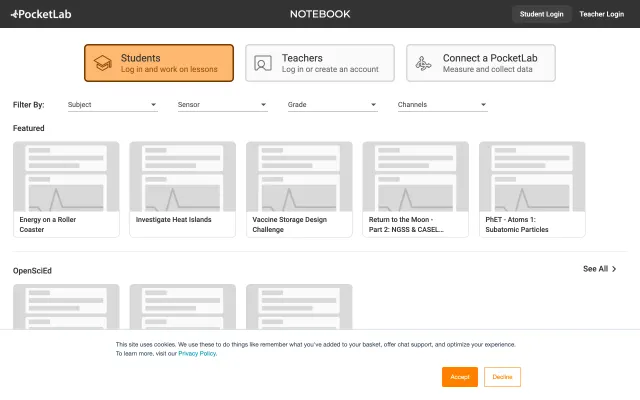 PocketLab
NOTEBOOK
Student Login
Teacher Login
Students
Log in and work on lessons
Teachers
Log in or create an account
Connect a PocketLab
Measure and collect data
Filter By:
Subject
Sensor
Grade
Channels
Featured
Energy on a Roller
Coaster
Investigate Heat Islands
Vaccine Storage Design
Challenge
Return to the Moon -
Part 2: NGSS & CASEL...
PhET - Atoms 1:
Subatomic Particles
OpenSciEd
See All
This site uses cookies. We use these to do things like remember what you've added to your basket, offer chat support, and optimize your experience.
To learn more, visit our Privacy Policy.
Accept
Decline